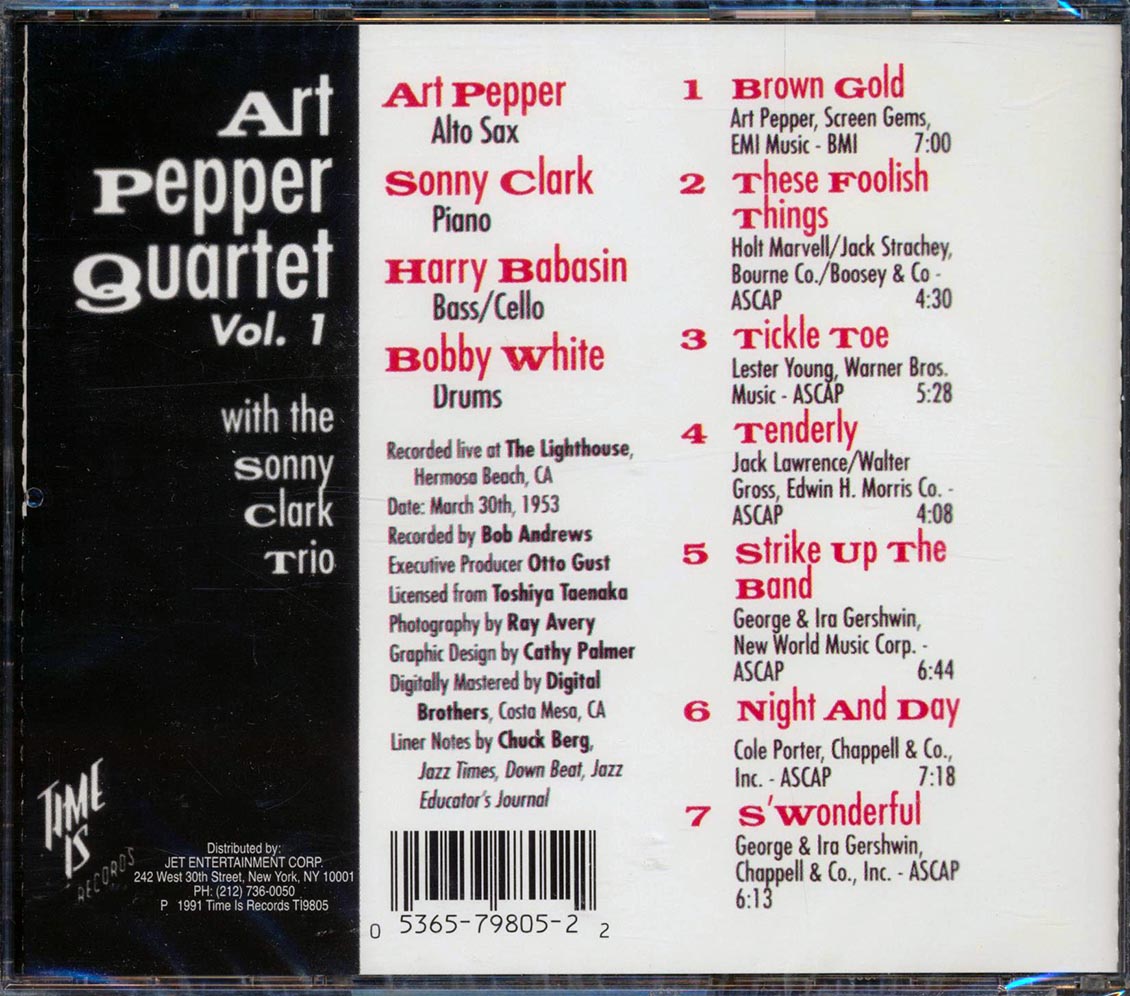 Art
Pepper
Quartet
Vol. 1
with the
Sonny
Clark
Trio
TIME
IS
RECORDS
Distributed by:
JET ENTERTAINMENT CORP.
242 West 30th Street, New York, NY 10001
PH: (212) 736-0050
P 1991 Time Is Records TI9805
Art Pepper
Alto Sax
Sonny Clark
Piano
Harry Babasin
Bass/Cello
Bobby White
Drums
Recorded live at The Lighthouse,
Hermosa Beach, CA
Date: March 30th, 1953
Recorded by Bob Andrews
Executive Producer Otto Gust
Licensed from Toshiya Taenaka
Photography by Ray Avery
Graphic Design by Cathy Palmer
Digitally Mastered by Digital
Brothers, Costa Mesa, CA
Liner Notes by Chuck Berg,
Jazz Times, Down Beat, Jazz
Educator's Journal
0 5365-79805-2 2
1 Brown Gold
Art Pepper, Screen Gems,
EMI Music - BMI 7:00
2 These Foolish
Things
Holt Marvell/Jack Strachey,
Bourne Co./Boosey & Co -
ASCAP 4:30
3 Tickle Toe
Lester Young, Warner Bros.
Music - ASCAP 5:28
4 Tenderly
Jack Lawrence/Walter
Gross, Edwin H. Morris Co. -
ASCAP 4:08
5 Strike Up The
Band
George & Ira Gershwin,
New World Music Corp. -
ASCAP 6:44
6 Night And Day
Cole Porter, Chappell & Co.,
Inc. - ASCAP 7:18
7 S'Wonderful
George & Ira Gershwin,
Chappell & Co., Inc. - ASCAP
6:13